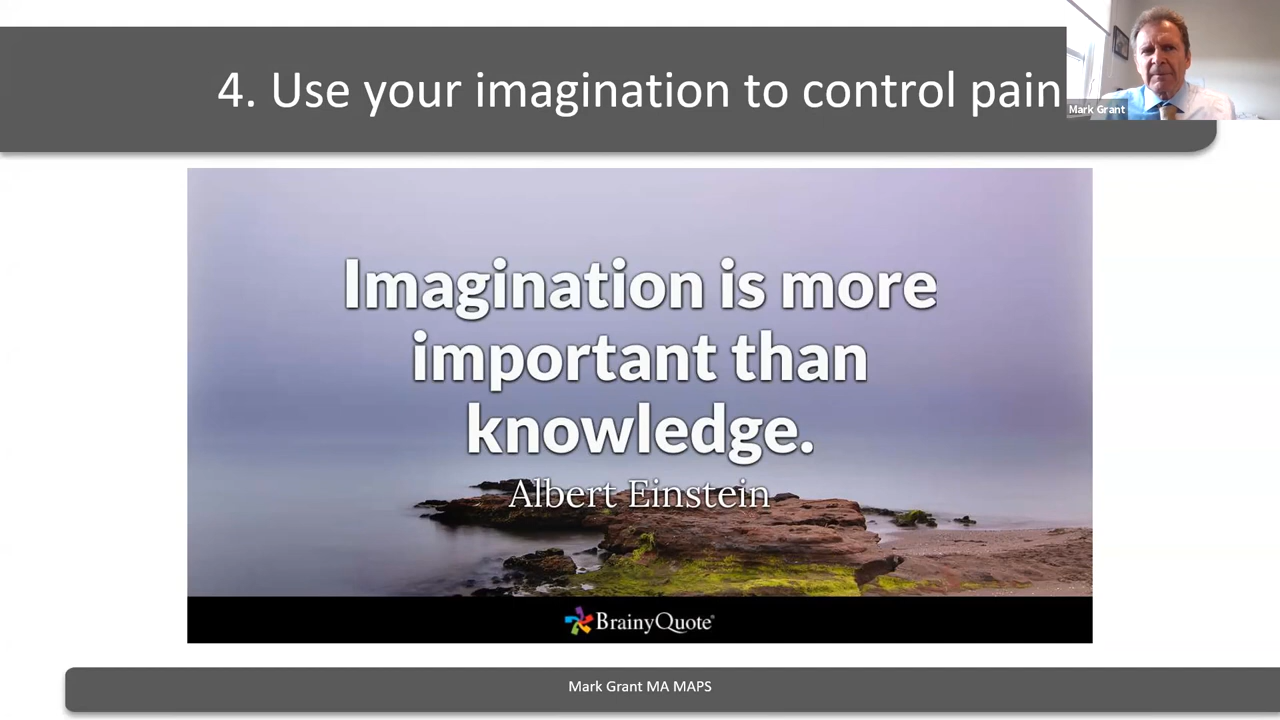 4. Use your imagination to control pain
Mark Grant
Imagination is more
important than
knowledge.
Albert Einstein
BrainyQuote®
Mark Grant MA MAPS